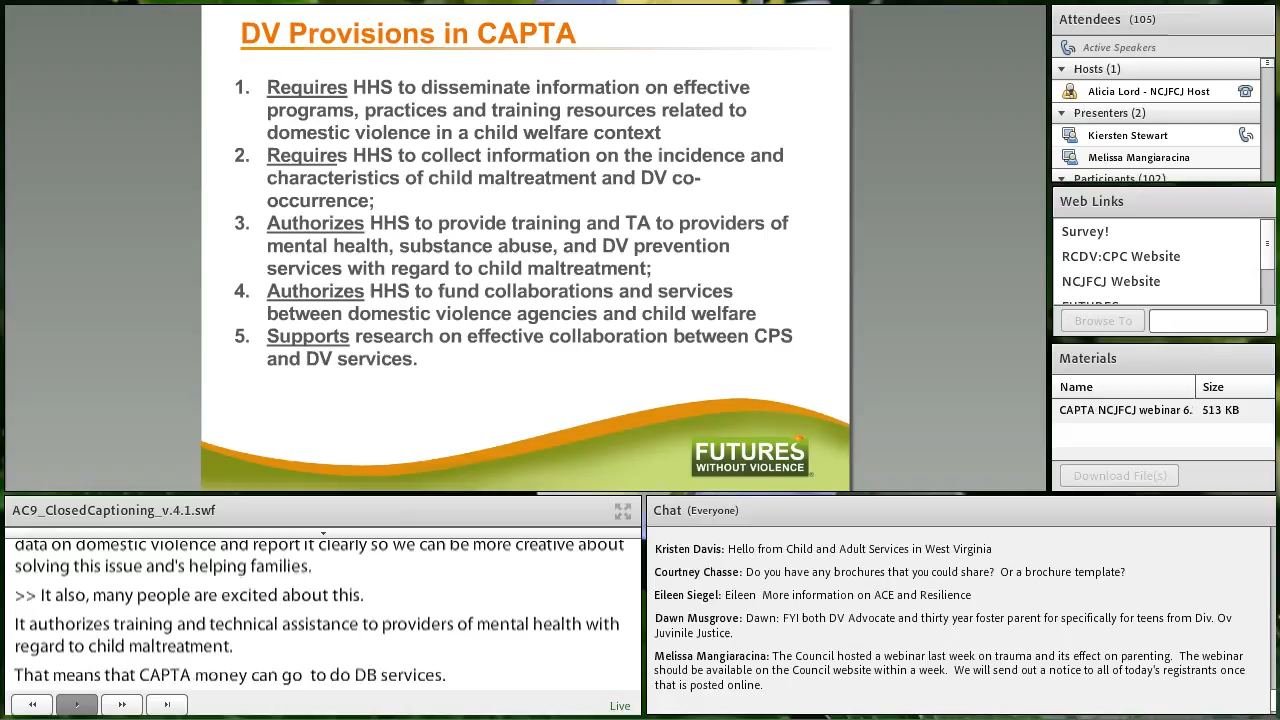 DV Provisions in CAPTA
1. Requires HHS to disseminate information on effective
programs, practices and training resources related to
domestic violence in a child welfare context
2. Requires HHS to collect information on the incidence and
characteristics of child maltreatment and DV co-
occurrence;
3. Authorizes HHS to provide training and TA to providers of
mental health, substance abuse, and DV prevention
services with regard to child maltreatment;
4. Authorizes HHS to fund collaborations and services
between domestic violence agencies and child welfare
5. Supports research on effective collaboration between CPS
and DV services.
FUTURES
WITHOUT VIOLENCE
Attendees (105)
Active Speakers
Hosts (1)
Alicia Lord - NCJFCJ Host
Presenters (2)
Kiersten Stewart
Melissa Mangiaracina
Participants (102)
Web Links
Survey!
RCDV:CPC Website
NCJFCJ Website
FUTURES
Browse To
Materials
Name Size
CAPTA NCJFCJ webinar 6. 513 KB
Download File(s)
AC9_ClosedCaptioning_v.4.1.swf
data on domestic violence and report it clearly so we can be more creative about
solving this issue and's helping families.
>> It also, many people are excited about this.
It authorizes training and technical assistance to providers of mental health with
regard to child maltreatment.
That means that CAPTA money can go to do DB services.
Live
Chat (Everyone)
Kristen Davis: Hello from Child and Adult Services in West Virginia
Courtney Chasse: Do you have any brochures that you could share? Or a brochure template?
Eileen Siegel: Eileen More information on ACE and Resilience
Dawn Musgrove: Dawn: FYI both DV Advocate and thirty year foster parent for specifically for teens from Div. Ov
Juvinile Justice.
Melissa Mangiaracina: The Council hosted a webinar last week on trauma and its effect on parenting. The webinar
should be available on the Council website within a week. We will send out a notice to all of today's registrants once
that is posted online.